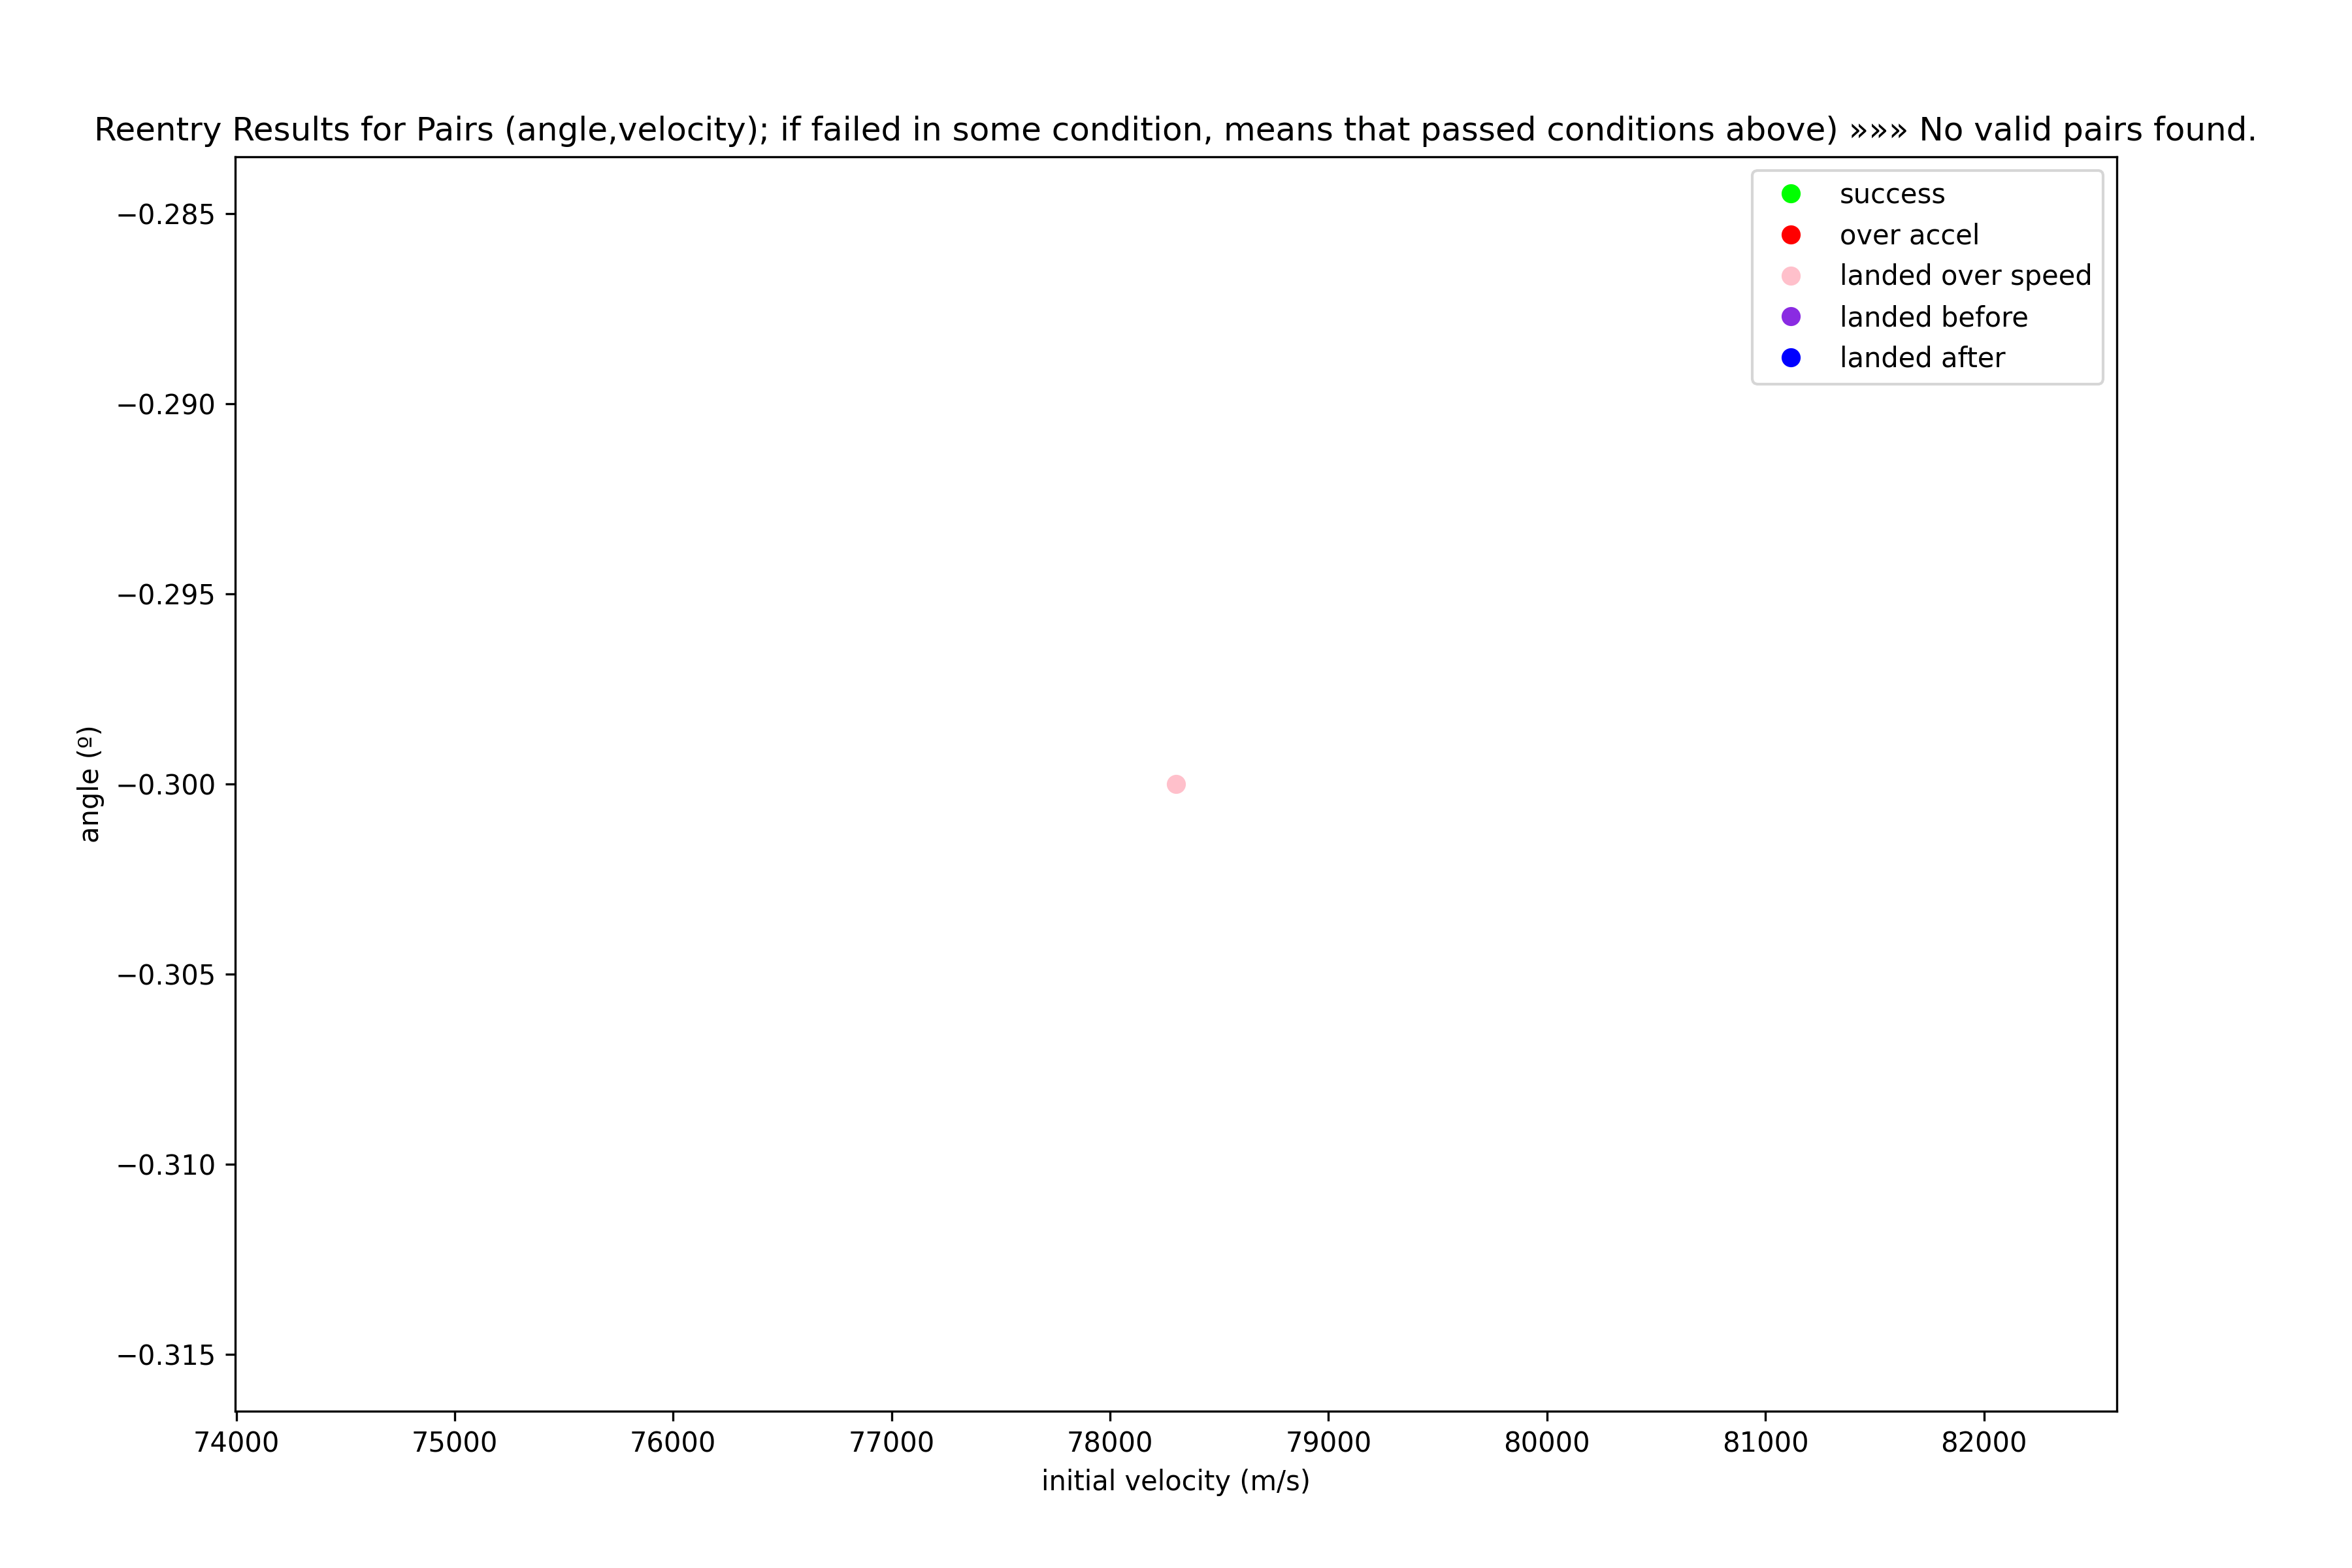 Reentry Results for Pairs (angle,velocity); if failed in some condition, means that passed conditions above) »»» No valid pairs found.
success
over accel
landed over speed
landed before
landed after
−0.285
−0.290
−0.295
−0.300
−0.305
−0.310
−0.315
angle (º)
74000 75000 76000 77000 78000 79000 80000 81000 82000
initial velocity (m/s)